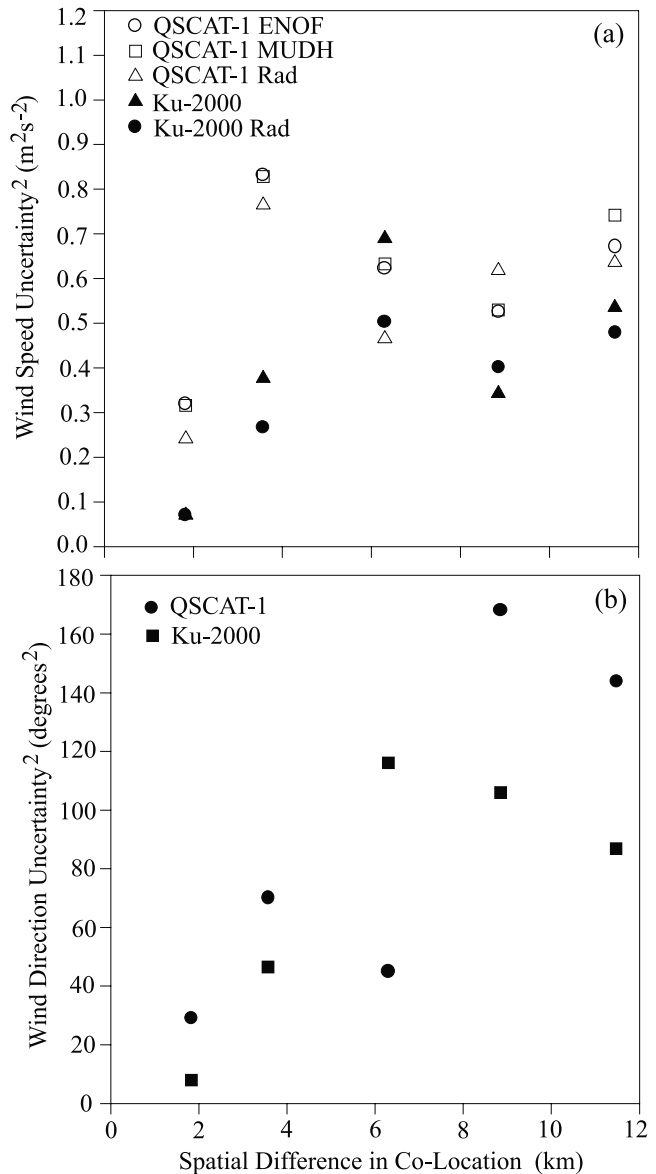 (a)
QSCAT-1 ENOF
QSCAT-1 MUDH
QSCAT-1 Rad
Ku-2000
Ku-2000 Rad
Wind Speed Uncertainty² (m²s⁻²)
1.2
1.1
1.0
0.9
0.8
0.7
0.6
0.5
0.4
0.3
0.2
0.1
0.0
(b)
QSCAT-1
Ku-2000
Wind Direction Uncertainty² (degrees²)
180
160
140
120
100
80
60
40
20
0
0 2 4 6 8 10 12
Spatial Difference in Co-Location (km)